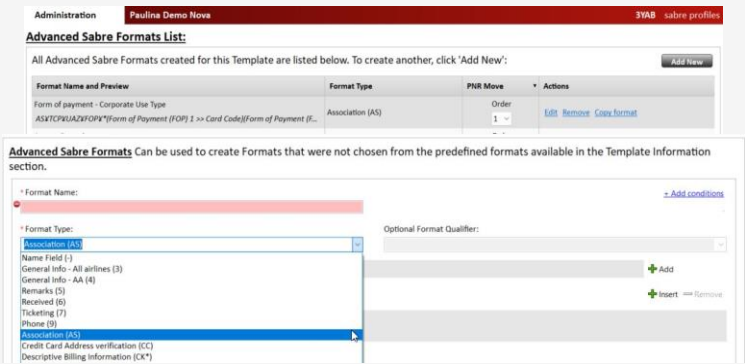 Administration Paulina Demo Nova 3YAB sabre profiles
Advanced Sabre Formats List:
All Advanced Sabre Formats created for this Template are listed below. To create another, click 'Add New': Add New
Format Name and Preview Format Type PNR Move Actions
Form of payment - Corporate Use Type Order
AS¥TCP¥UAZ¥FOP¥*(Form of Payment (FOP) 1 >> Card Code)(Form of Payment (F... Association (AS) 1 Edit Remove Copy format
Advanced Sabre Formats Can be used to create Formats that were not chosen from the predefined formats available in the Template Information
section.
* Format Name: + Add conditions
* Format Type: Optional Format Qualifier:
Association (AS)
Name Field (-)
General Info - All airlines (3) Add
General Info - AA (4)
Remarks (5) Insert Remove
Received (6)
Ticketing (7)
Phone (9)
Association (AS)
Credit Card Address verification (CC)
Descriptive Billing Information (CK*)